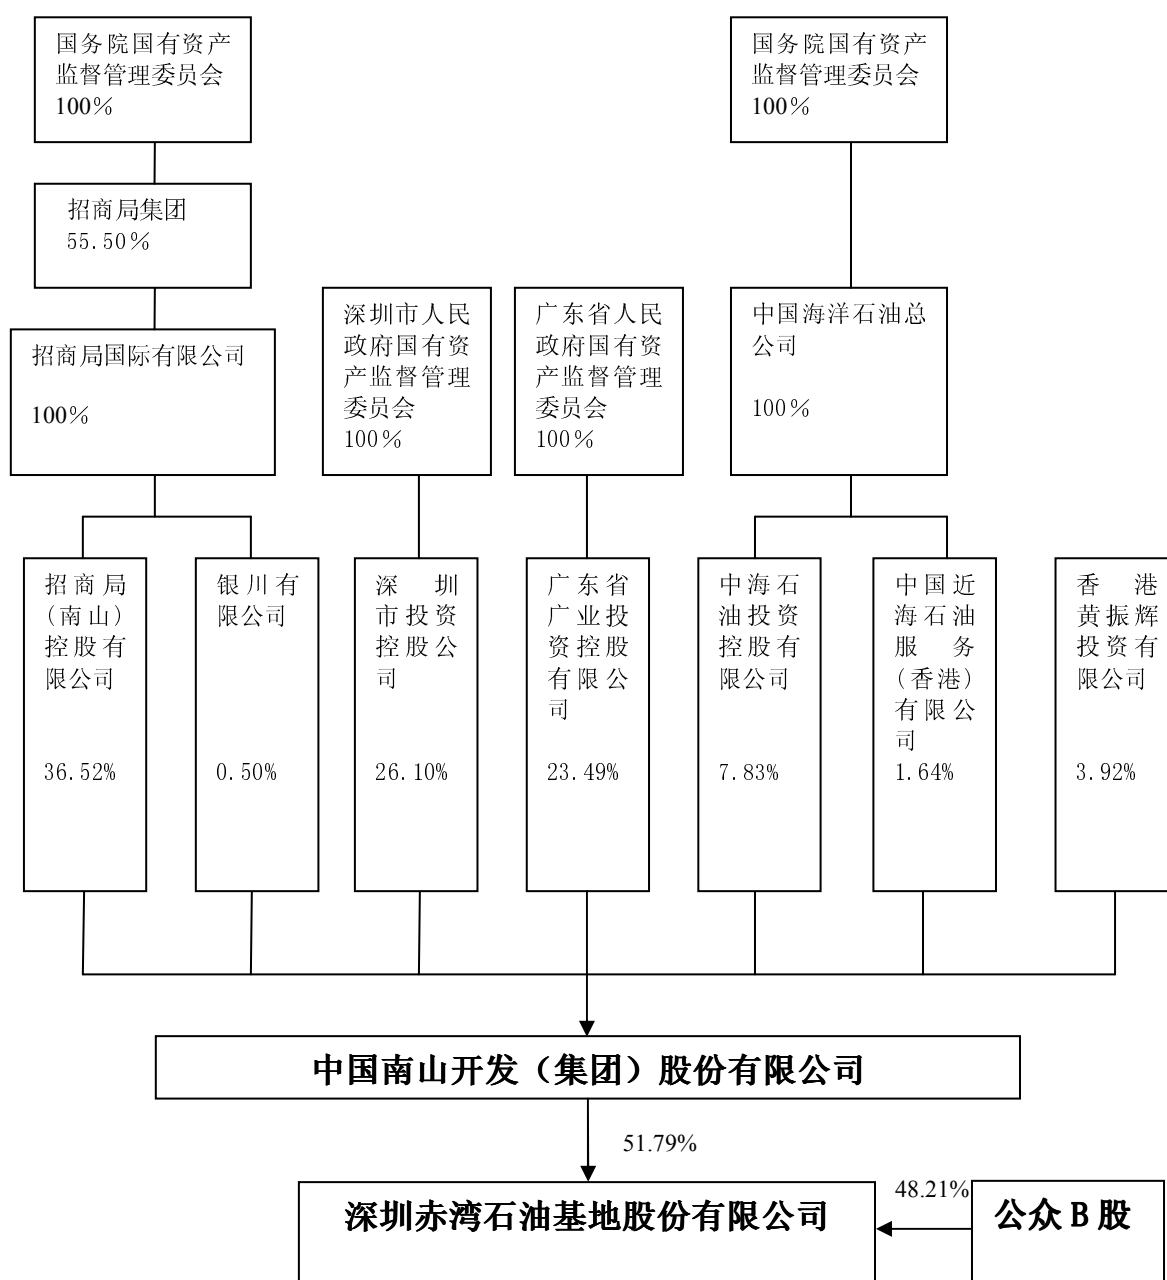 国务院国有资产
监督管理委员会
100%
国务院国有资产
监督管理委员会
100%
招商局集团
55.50%
招商局国际有限公司
100%
深圳市人民
政府国有资
产监督管理
委员会
100%
广东省人民
政府国有资
产监督管理
委员会
100%
中国海洋石油总
公司
100%
招商局
(南山)
控股有
限公司
36.52%
银川有
限公司
0.50%
深圳
市投资
控股公
司
26.10%
广东省
广业投
资控股
有限公
司
23.49%
中海石
油投资
控股有
限公司
7.83%
中国近
海石油
服务
(香港)
有限公
司
1.64%
香港
黄振辉
投资有
限公司
3.92%
中国南山开发（集团）股份有限公司
51.79%
深圳赤湾石油基地股份有限公司
48.21%
公众 B 股